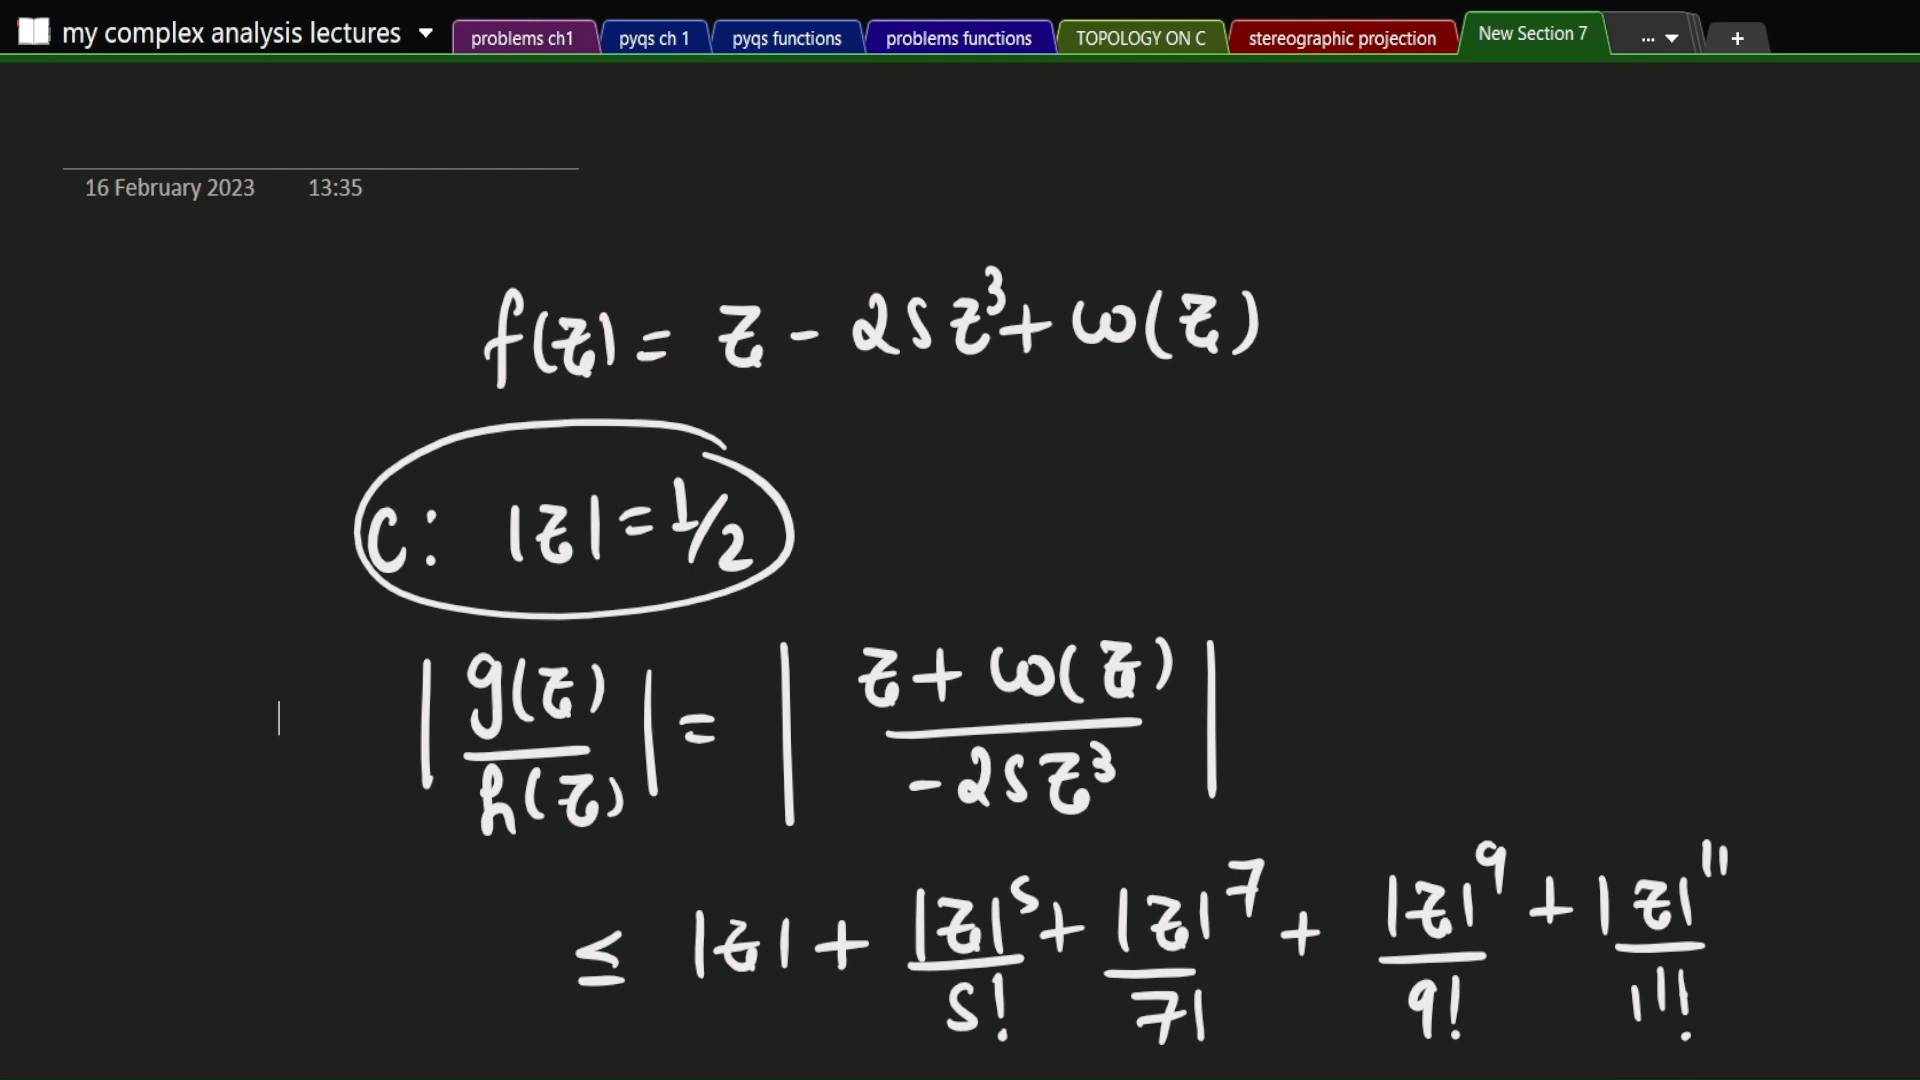 my complex analysis lectures
problems ch1 pyqs ch 1 pyqs functions problems functions TOPOLOGY ON C stereographic projection New Section 7 ... +
16 February 2023 13:35
f(z) = z - 25z³ + ω(z)
C: |z| = 1/2
|g(z)/h(z)| = |(z + ω(z))/(-25z³)|
≤ |z| + |z|⁵/5! + |z|⁷/7! + |z|⁹/9! + |z|¹¹/11!